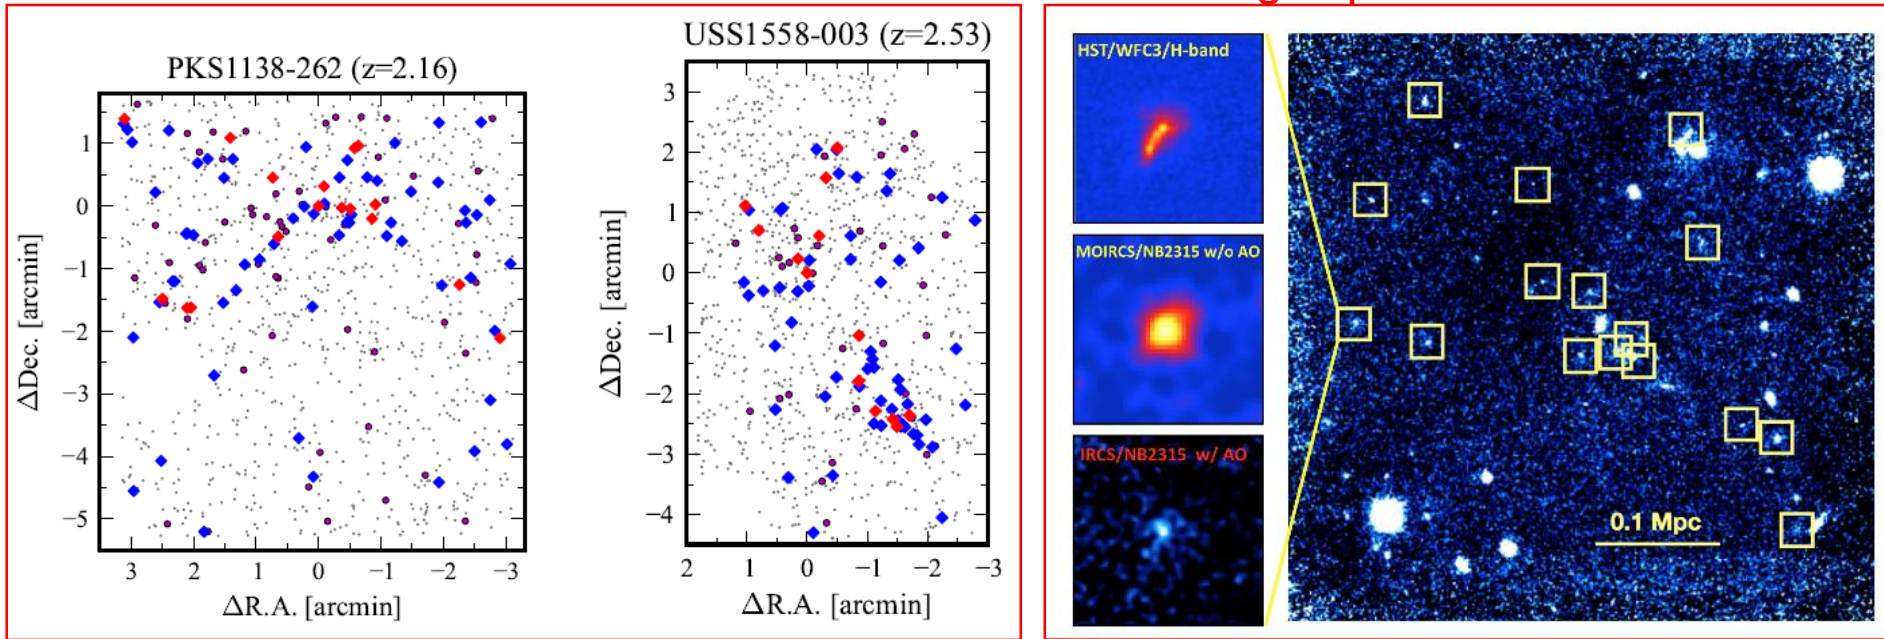 PKS1138-262 (z=2.16)
1
0
−1
−2
−3
−4
−5
ΔDec. [arcmin]
3
2
1
0
−1
−2
−3
ΔR.A. [arcmin]
USS1558-003 (z=2.53)
3
2
1
0
−1
−2
−3
−4
ΔDec. [arcmin]
2
1
0
−1
−2
−3
ΔR.A. [arcmin]
HST/WFC3/H-band
MOIRCS/NB2315 w/o AO
IRCS/NB2315 w/ AO
0.1 Mpc